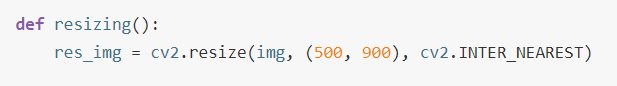 def resizing():
    res_img = cv2.resize(img, (500, 900), cv2.INTER_NEAREST)